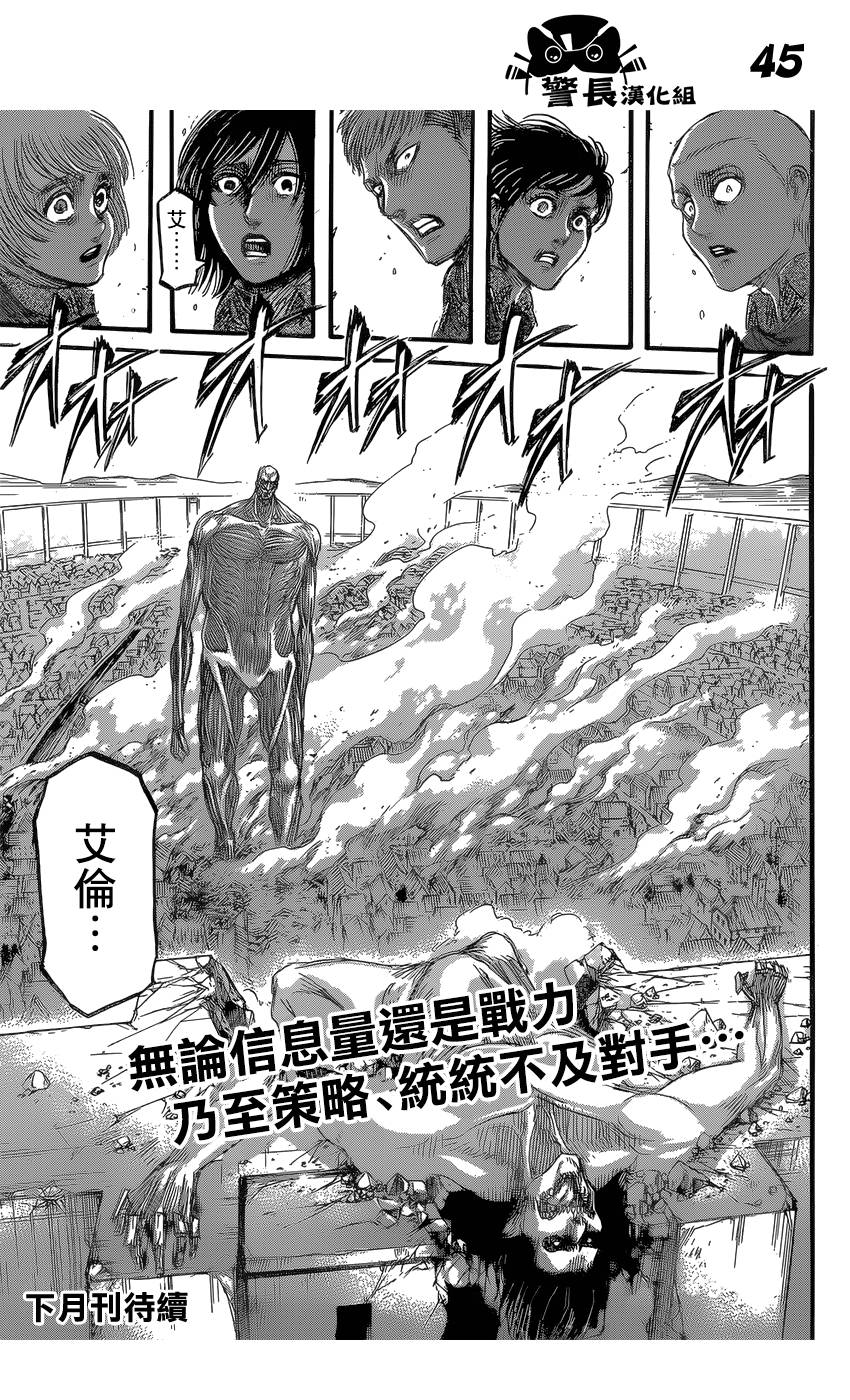 45
警長漢化組
艾……
オオオ
オオオ
オオオ
艾倫…
無論信息量還是戰力
乃至策略、統統不及對手…
下月刊待續